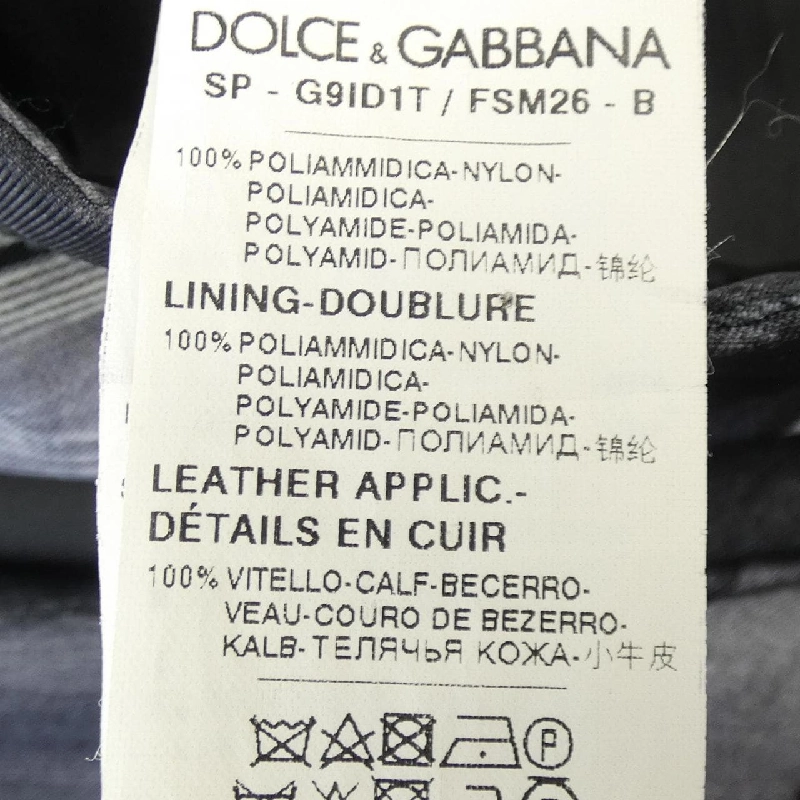 DOLCE & GABBANA
SP - G9ID1T / FSM26 - B
100% POLIAMMIDICA-NYLON-
POLIAMIDICA-
POLYAMIDE-POLIAMIDA-
POLYAMID-ПОЛИАМИД-锦纶
LINING-DOUBLURE
100% POLIAMMIDICA-NYLON-
POLIAMIDICA-
POLYAMIDE-POLIAMIDA-
POLYAMID-ПОЛИАМИД-锦纶
LEATHER APPLIC.-
DÉTAILS EN CUIR
100% VITELLO-CALF-BECERRO-
VEAU-COURO DE BEZERRO-
KALB-ТЕЛЯЧЬЯ КОЖА-小牛皮
P